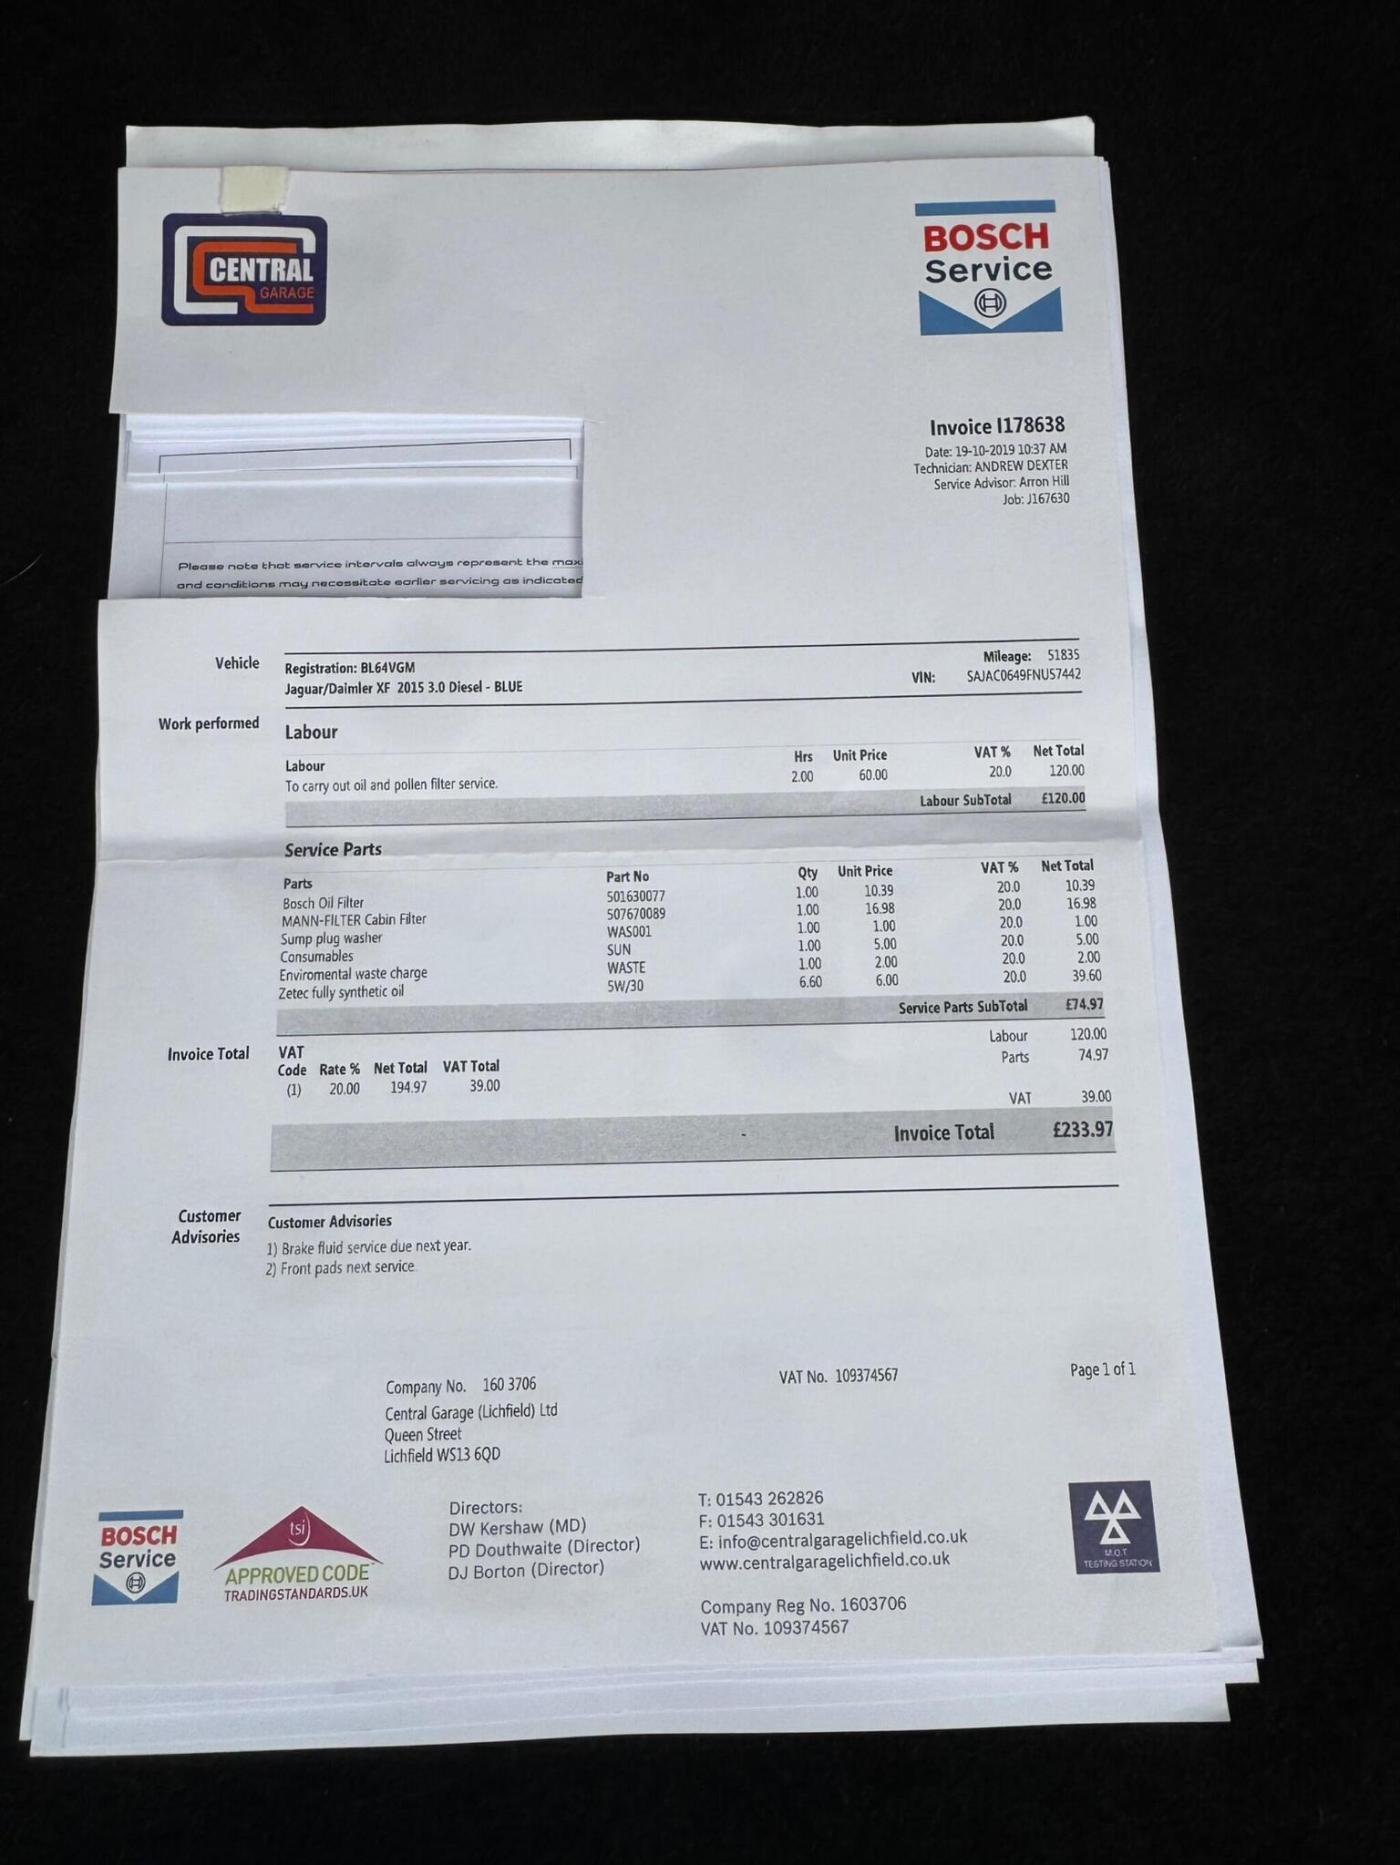 CENTRAL
GARAGE
BOSCH
Service
Invoice I178638
Date: 19-10-2019 10:37 AM
Technician: ANDREW DEXTER
Service Advisor: Arron Hill
Job: J167630
Please note that service intervals always represent the maxi
and conditions may necessitate earlier servicing as indicated
Vehicle
Registration: BL64VGM
Mileage: 51835
Jaguar/Daimler XF 2015 3.0 Diesel - BLUE
VIN: SAJAC0649FNU57442
Work performed
Labour
Labour Hrs Unit Price VAT % Net Total
To carry out oil and pollen filter service. 2.00 60.00 20.0 120.00
Labour SubTotal £120.00
Service Parts
Parts Part No Qty Unit Price VAT % Net Total
Bosch Oil Filter 501630077 1.00 10.39 20.0 10.39
MANN-FILTER Cabin Filter 507670089 1.00 16.98 20.0 16.98
Sump plug washer WAS001 1.00 1.00 20.0 1.00
Consumables SUN 1.00 5.00 20.0 5.00
Enviromental waste charge WASTE 1.00 2.00 20.0 2.00
Zetec fully synthetic oil 5W/30 6.60 6.00 20.0 39.60
Service Parts SubTotal £74.97
Invoice Total
VAT
Code Rate % Net Total VAT Total
(1) 20.00 194.97 39.00
Labour 120.00
Parts 74.97
VAT 39.00
Invoice Total £233.97
Customer
Advisories
Customer Advisories
1) Brake fluid service due next year.
2) Front pads next service
Company No. 160 3706
VAT No. 109374567
Page 1 of 1
Central Garage (Lichfield) Ltd
Queen Street
Lichfield WS13 6QD
BOSCH
Service
tsi
APPROVED CODE
TRADINGSTANDARDS.UK
Directors:
DW Kershaw (MD)
PD Douthwaite (Director)
DJ Borton (Director)
T: 01543 262826
F: 01543 301631
E: info@centralgaragelichfield.co.uk
www.centralgaragelichfield.co.uk
Company Reg No. 1603706
VAT No. 109374567
M.O.T
TESTING STATION